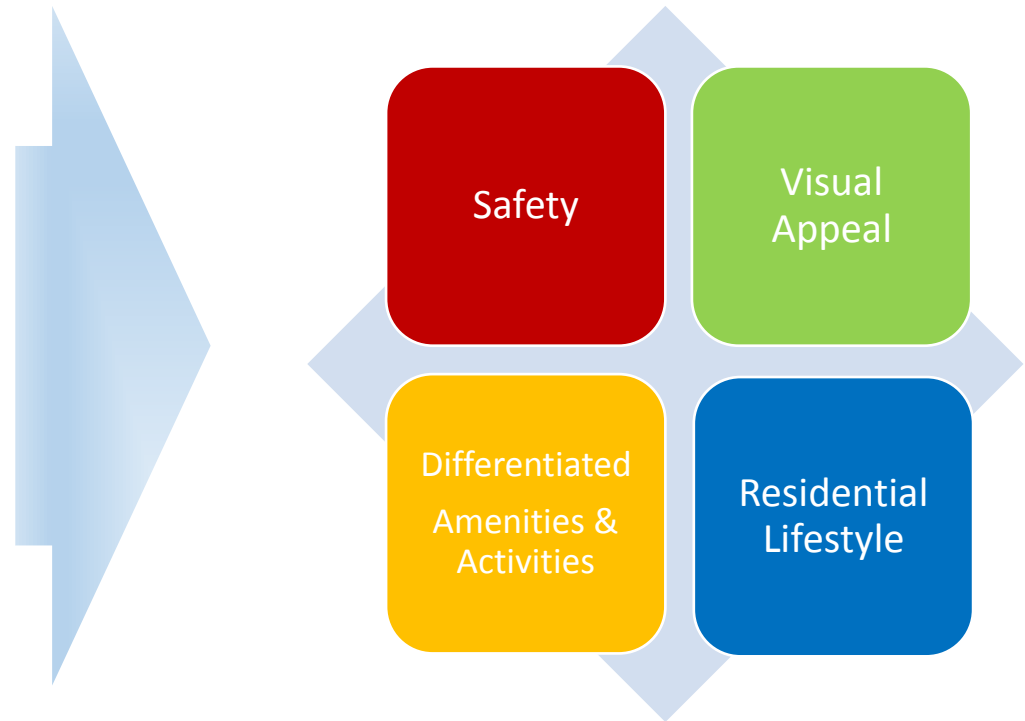 Safety
Visual
Appeal
Differentiated
Amenities &
Activities
Residential
Lifestyle